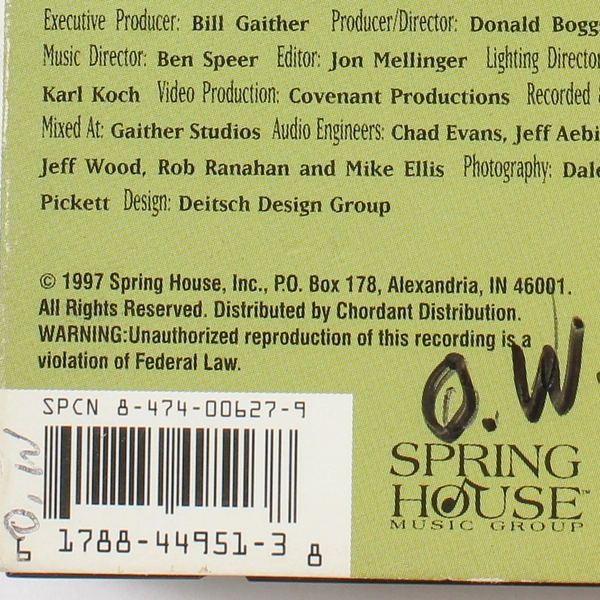 Executive Producer: Bill Gaither Producer/Director: Donald Boggs
Music Director: Ben Speer Editor: Jon Mellinger Lighting Director
Karl Koch Video Production: Covenant Productions Recorded &
Mixed At: Gaither Studios Audio Engineers: Chad Evans, Jeff Aebi
Jeff Wood, Rob Ranahan and Mike Ellis Photography: Dale
Pickett Design: Deitsch Design Group
© 1997 Spring House, Inc., P.O. Box 178, Alexandria, IN 46001.
All Rights Reserved. Distributed by Chordant Distribution.
WARNING:Unauthorized reproduction of this recording is a
violation of Federal Law.
O.W.
SPCN 8-474-00627-9
O.W
6 1788-44951-3 8
SPRING
HOUSE™
MUSIC GROUP